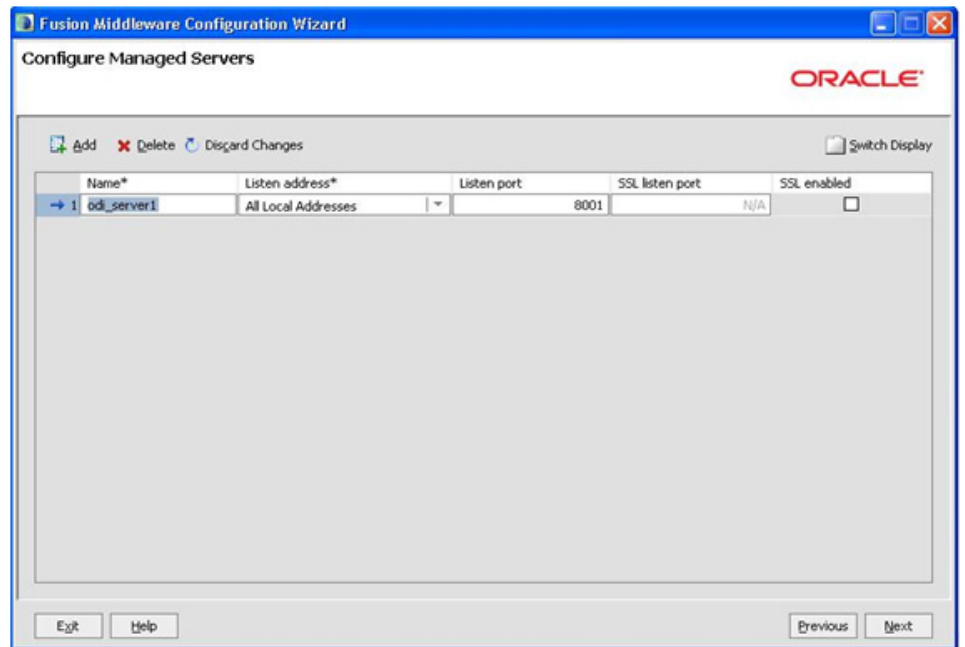 Fusion Middleware Configuration Wizard
Configure Managed Servers
ORACLE
Add Delete Discard Changes Switch Display
Name* Listen address* Listen port SSL listen port SSL enabled
1 odi_server1 All Local Addresses 8001 N/A
Exit Help Previous Next